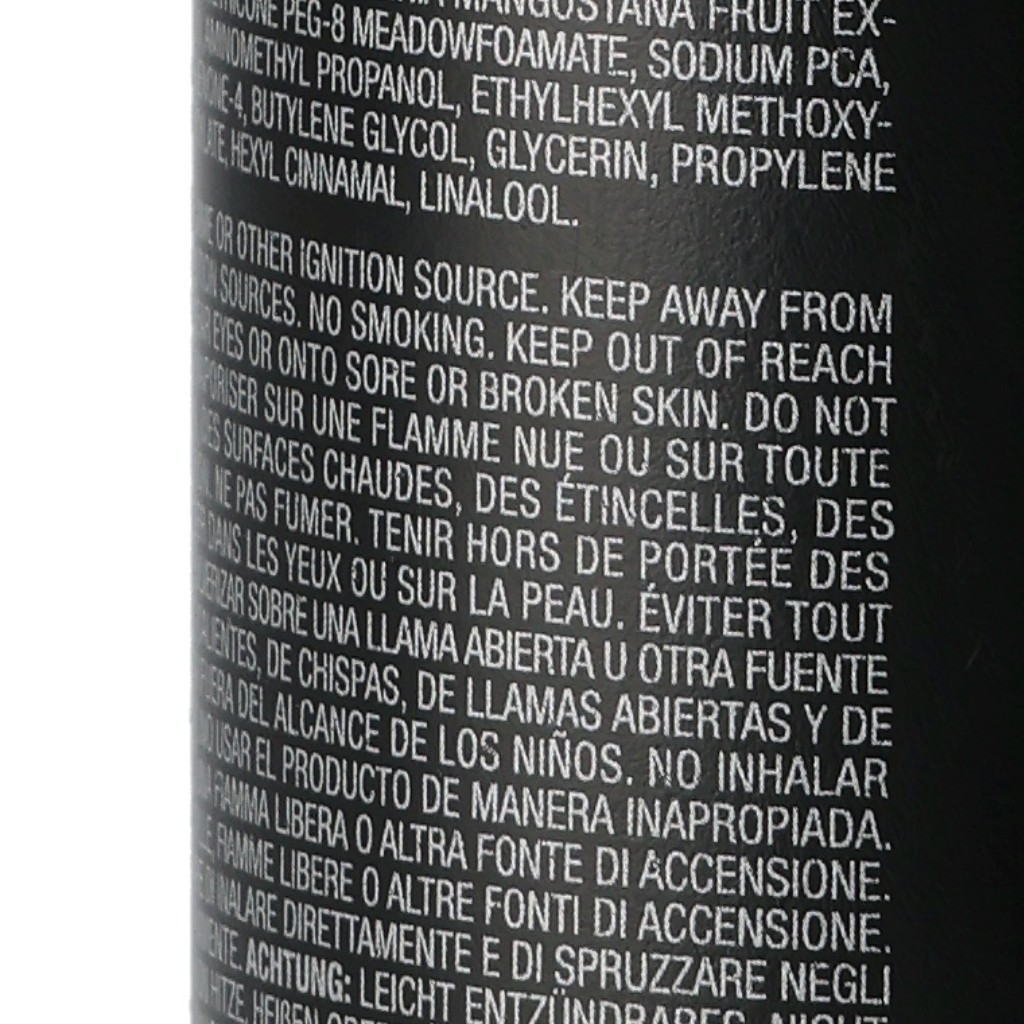 MANGOSTANA FRUIT EX-
PEG-8 MEADOWFOAMATE, SODIUM PCA,
PROPANOL, ETHYLHEXYL METHOXY-
BUTYLENE GLYCOL, GLYCERIN, PROPYLENE
HEXYL CINNAMAL, LINALOOL.
OR OTHER IGNITION SOURCE. KEEP AWAY FROM
SOURCES. NO SMOKING. KEEP OUT OF REACH
EYES OR ONTO SORE OR BROKEN SKIN. DO NOT
SUR UNE FLAMME NUE OU SUR TOUTE
SURFACES CHAUDES, DES ÉTINCELLES, DES
NE PAS FUMER. TENIR HORS DE PORTÉE DES
DANS LES YEUX OU SUR LA PEAU. ÉVITER TOUT
SOBRE UNA LLAMA ABIERTA U OTRA FUENTE
DE CHISPAS, DE LLAMAS ABIERTAS Y DE
DEL ALCANCE DE LOS NIÑOS. NO INHALAR
USAR EL PRODUCTO DE MANERA INAPROPIADA.
FIAMMA LIBERA O ALTRA FONTE DI ACCENSIONE.
FIAMME LIBERE O ALTRE FONTI DI ACCENSIONE.
INALARE DIRETTAMENTE E DI SPRUZZARE NEGLI
ACHTUNG: LEICHT ENTZÜNDBARES,
HITZE, HEIßEN